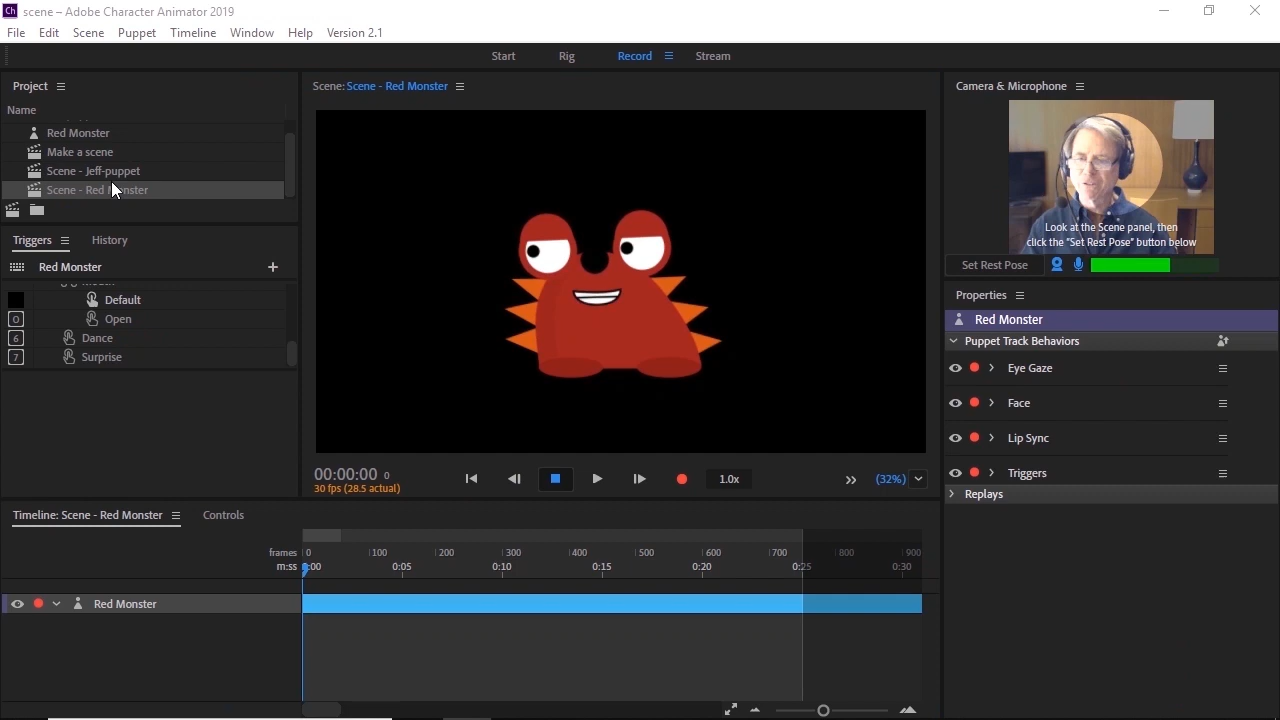 Ch scene – Adobe Character Animator 2019
File Edit Scene Puppet Timeline Window Help Version 2.1
Start Rig Record Stream
Project
Name
Red Monster
Make a scene
Scene - Jeff-puppet
Scene - Red Monster
Triggers History
Red Monster
Default
O Open
6 Dance
7 Surprise
Scene: Scene - Red Monster
00:00:00 0
30 fps (28.5 actual)
1.0x
(32%)
Camera & Microphone
Look at the Scene panel, then
click the "Set Rest Pose" button below
Set Rest Pose
Properties
Red Monster
Puppet Track Behaviors
Eye Gaze
Face
Lip Sync
Triggers
Replays
Timeline: Scene - Red Monster Controls
frames 0 100 200 300 400 500 600 700 800 900
m:ss 0:00 0:05 0:10 0:15 0:20 0:25 0:30
Red Monster